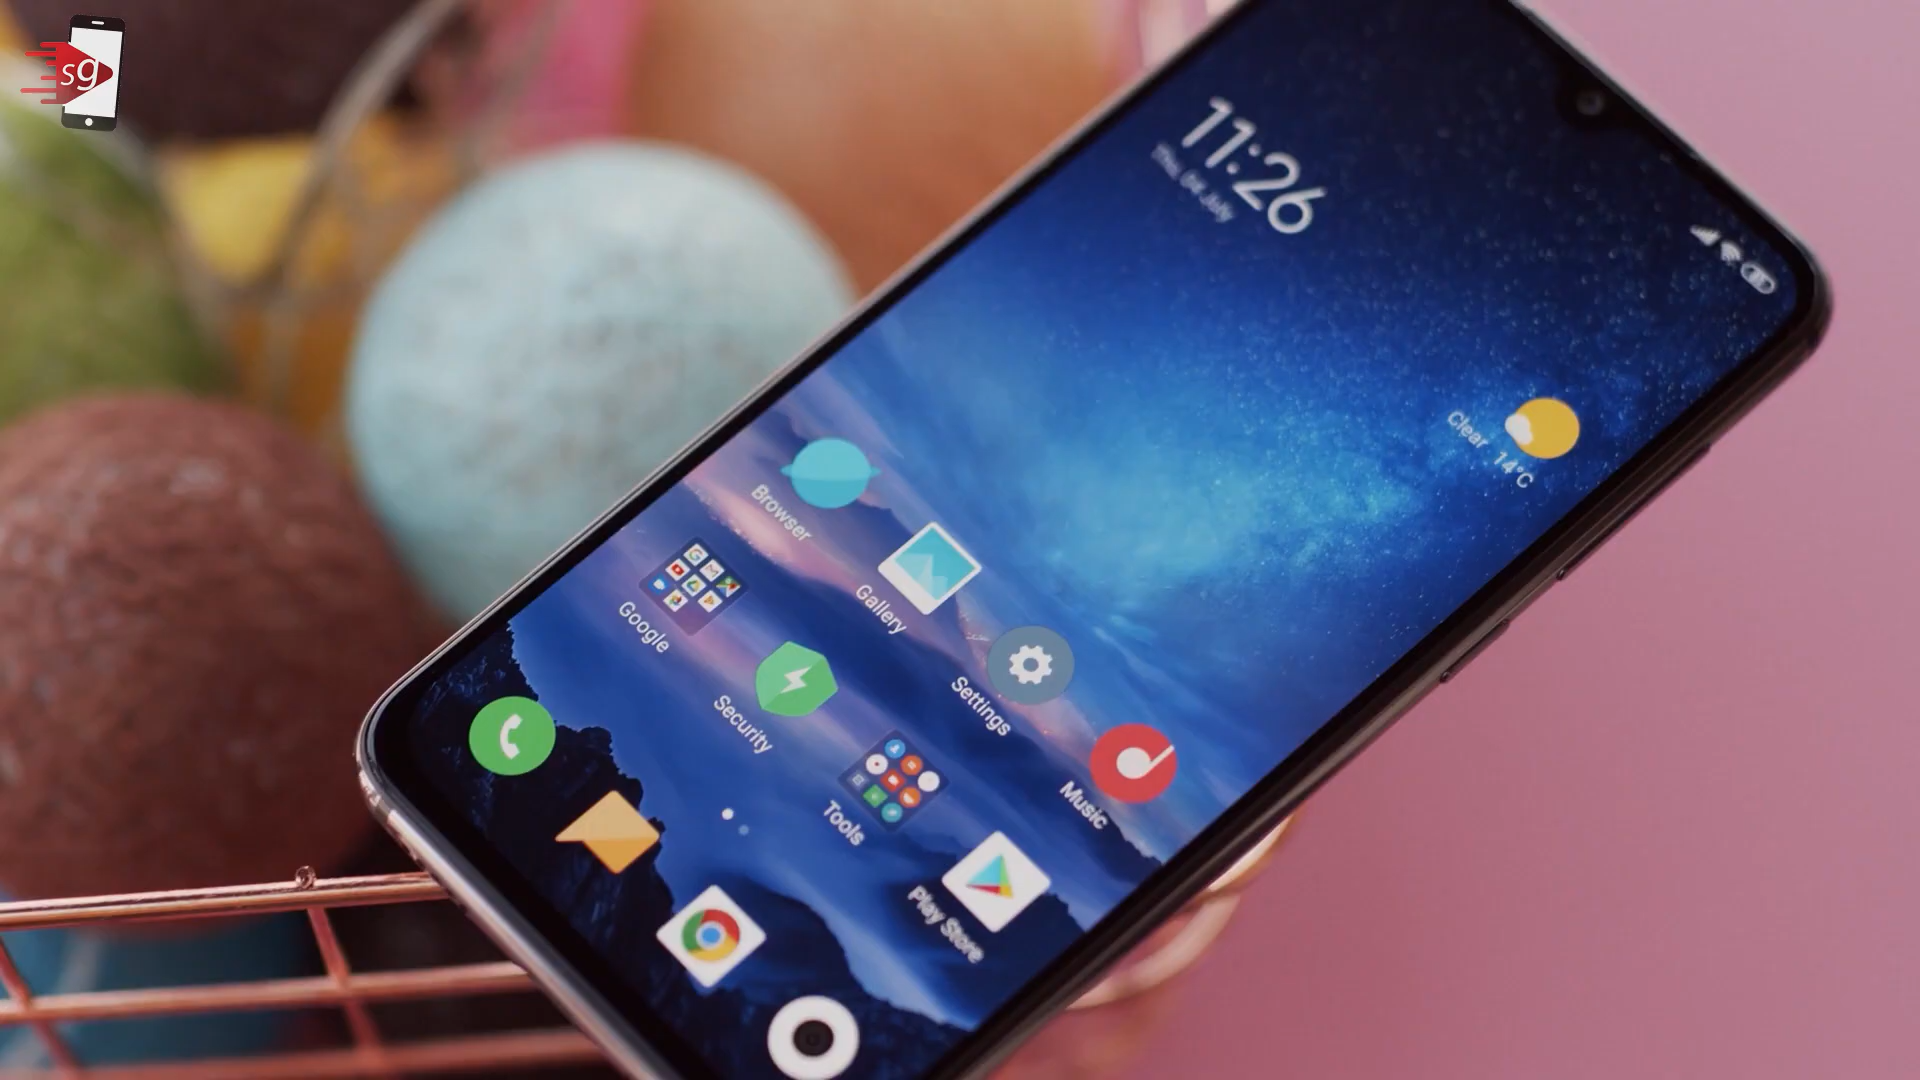 sg
11:26
Thu, 04 July
Clear 14°C
Browser
Gallery
Settings
Music
Google
Security
Tools
Play Store